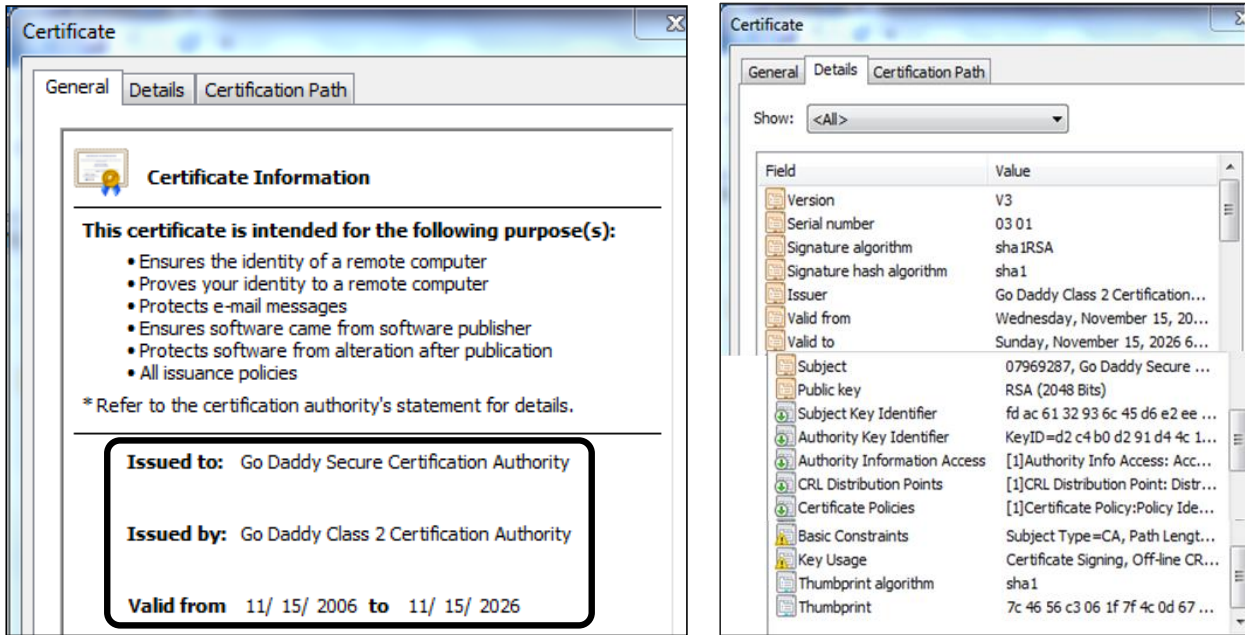 Certificate
General Details Certification Path
Certificate Information
This certificate is intended for the following purpose(s):
• Ensures the identity of a remote computer
• Proves your identity to a remote computer
• Protects e-mail messages
• Ensures software came from software publisher
• Protects software from alteration after publication
• All issuance policies
* Refer to the certification authority's statement for details.
Issued to: Go Daddy Secure Certification Authority
Issued by: Go Daddy Class 2 Certification Authority
Valid from 11/ 15/ 2006 to 11/ 15/ 2026
Certificate
General Details Certification Path
Show: <All>
Field Value
Version V3
Serial number 03 01
Signature algorithm sha1RSA
Signature hash algorithm sha1
Issuer Go Daddy Class 2 Certification...
Valid from Wednesday, November 15, 20...
Valid to Sunday, November 15, 2026 6...
Subject 07969287, Go Daddy Secure ...
Public key RSA (2048 Bits)
Subject Key Identifier fd ac 61 32 93 6c 45 d6 e2 ee ...
Authority Key Identifier KeyID=d2 c4 b0 d2 91 d4 4c 1...
Authority Information Access [1]Authority Info Access: Acc...
CRL Distribution Points [1]CRL Distribution Point: Distr...
Certificate Policies [1]Certificate Policy:Policy Ide...
Basic Constraints Subject Type=CA, Path Lengt...
Key Usage Certificate Signing, Off-line CR...
Thumbprint algorithm sha1
Thumbprint 7c 46 56 c3 06 1f 7f 4c 0d 67 ...